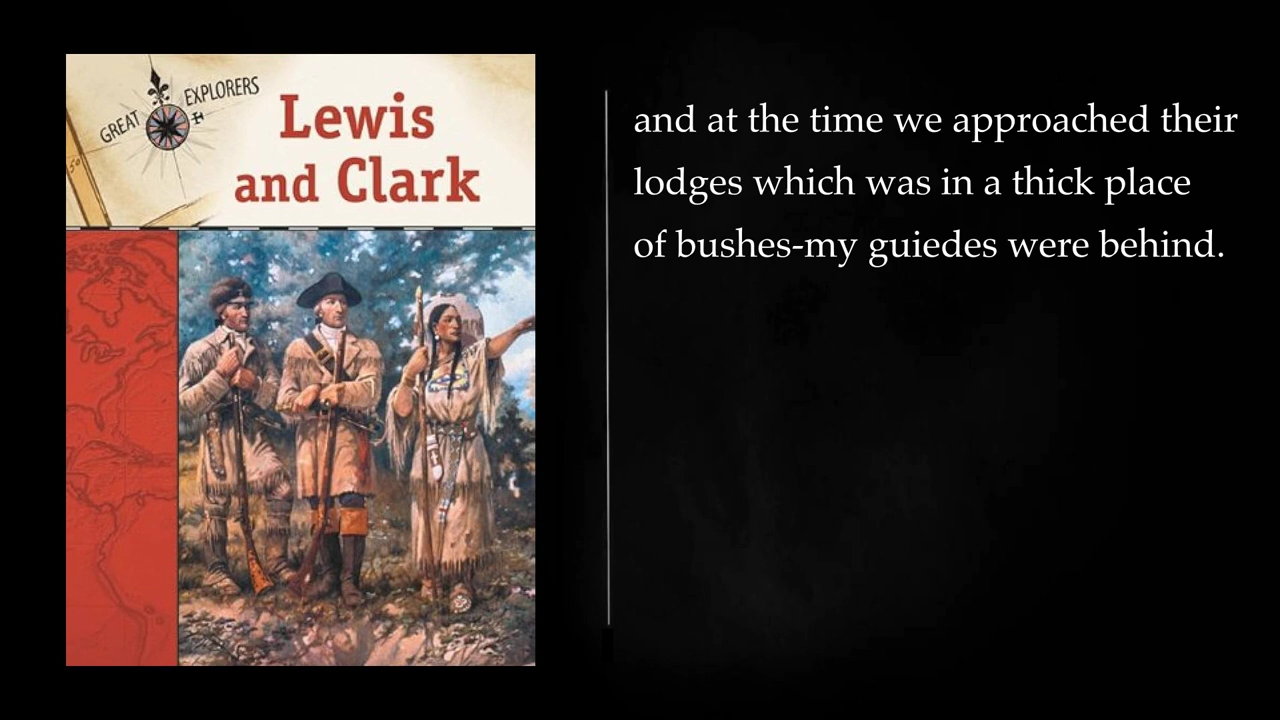 GREAT EXPLORERS
Lewis
and Clark
50
and at the time we approached their
lodges which was in a thick place
of bushes-my guiedes were behind.